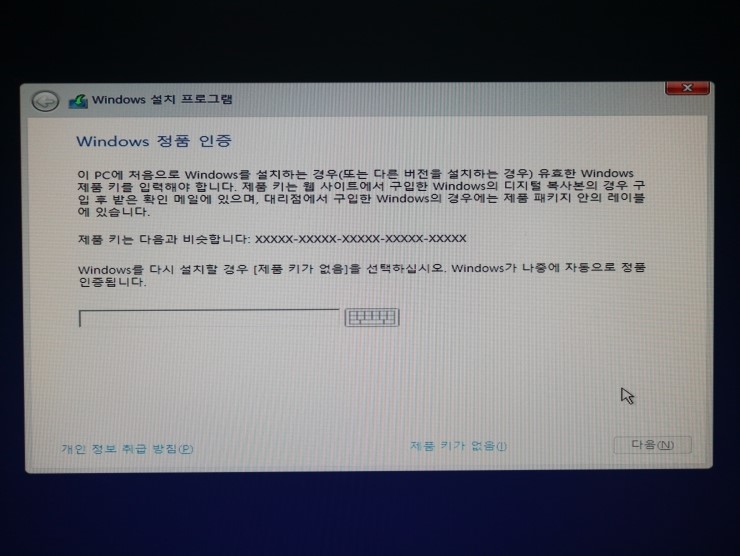 Windows 설치 프로그램
Windows 정품 인증
이 PC에 처음으로 Windows를 설치하는 경우(또는 다른 버전을 설치하는 경우) 유효한 Windows
제품 키를 입력해야 합니다. 제품 키는 웹 사이트에서 구입한 Windows의 디지털 복사본의 경우 구
입 후 받은 확인 메일에 있으며, 대리점에서 구입한 Windows의 경우에는 제품 패키지 안의 레이블
에 있습니다.
제품 키는 다음과 비슷합니다: XXXXX-XXXXX-XXXXX-XXXXX-XXXXX
Windows를 다시 설치할 경우 [제품 키가 없음]을 선택하십시오. Windows가 나중에 자동으로 정품
인증됩니다.
개인 정보 취급 방침(P)
제품 키가 없음(I)
다음(N)